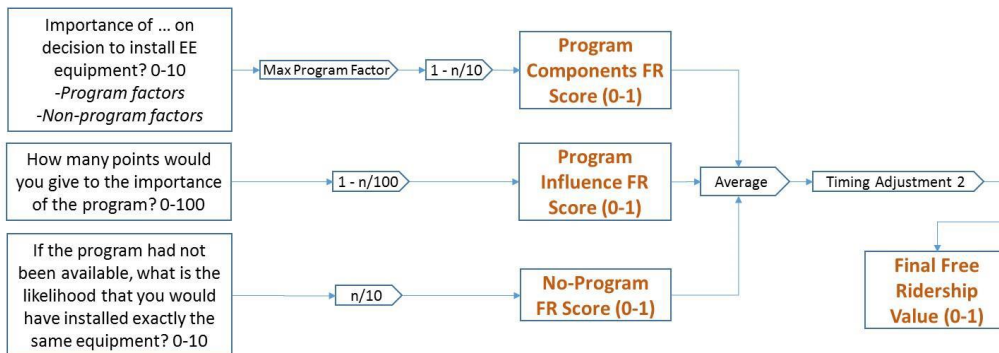 Importance of ... on
decision to install EE
equipment? 0-10
-Program factors
-Non-program factors
Max Program Factor
1 - n/10
Program
Components FR
Score (0-1)
How many points would
you give to the importance
of the program? 0-100
1 - n/100
Program
Influence FR
Score (0-1)
Average
Timing Adjustment 2
If the program had not
been available, what is the
likelihood that you would
have installed exactly the
same equipment? 0-10
n/10
No-Program
FR Score (0-1)
Final Free
Ridership
Value (0-1)